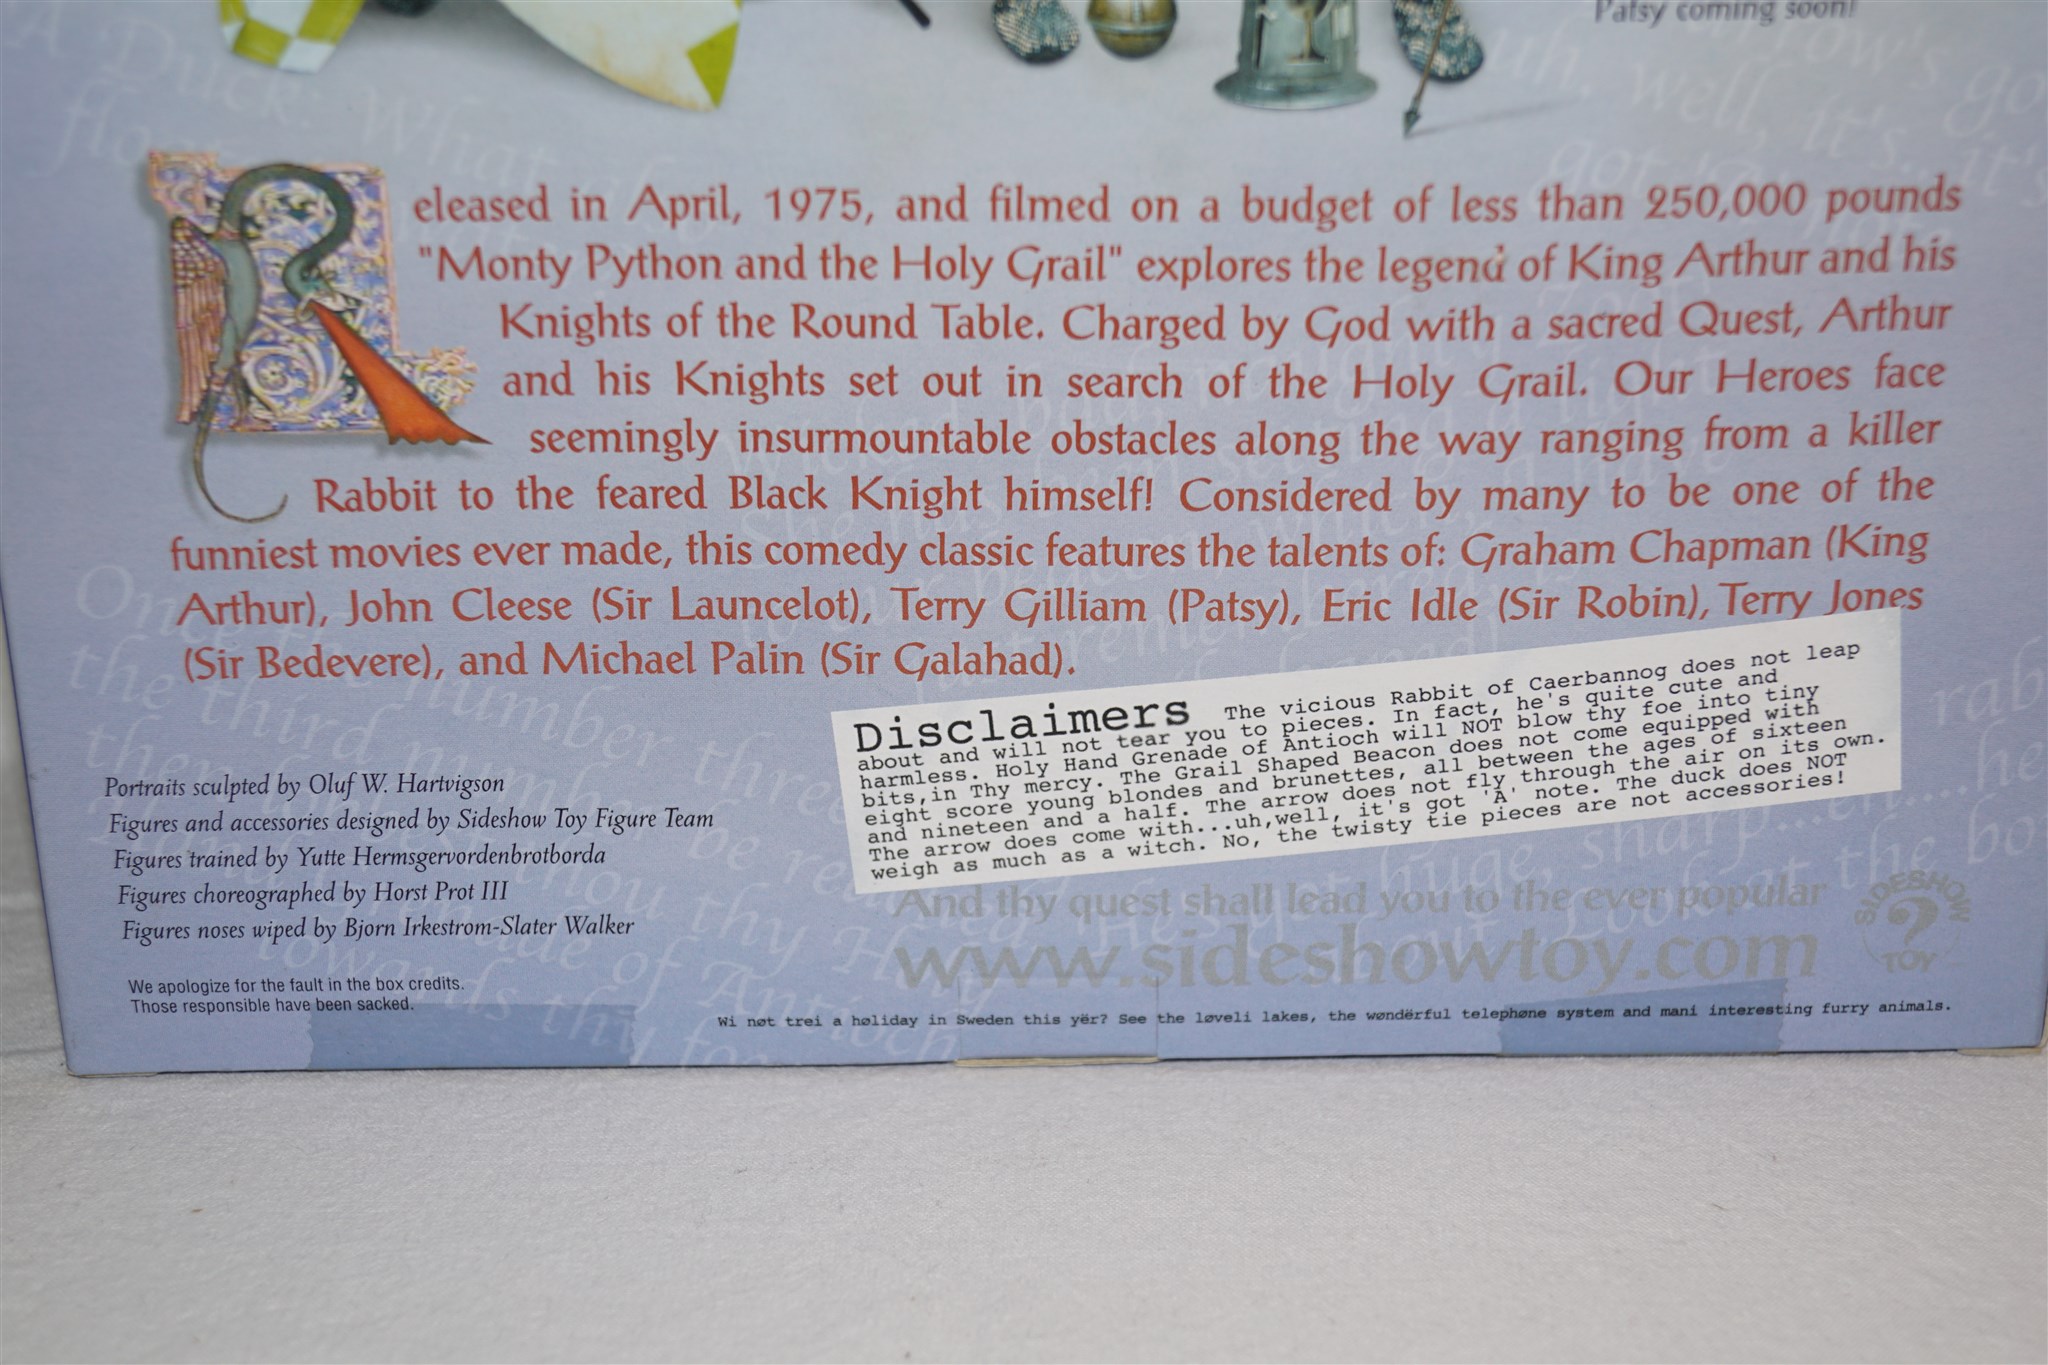 Patsy coming soon!
Released in April, 1975, and filmed on a budget of less than 250,000 pounds
"Monty Python and the Holy Grail" explores the legend of King Arthur and his
Knights of the Round Table. Charged by God with a sacred Quest, Arthur
and his Knights set out in search of the Holy Grail. Our Heroes face
seemingly insurmountable obstacles along the way ranging from a killer
Rabbit to the feared Black Knight himself! Considered by many to be one of the
funniest movies ever made, this comedy classic features the talents of: Graham Chapman (King
Arthur), John Cleese (Sir Launcelot), Terry Gilliam (Patsy), Eric Idle (Sir Robin), Terry Jones
(Sir Bedevere), and Michael Palin (Sir Galahad).
Disclaimers The vicious Rabbit of Caerbannog does not leap
about and will not tear you to pieces. In fact, he's quite cute and
harmless. Holy Hand Grenade of Antioch will NOT blow thy foe into tiny
bits,in Thy mercy. The Grail Shaped Beacon does not come equipped with
eight score young blondes and brunettes, all between the ages of sixteen
and nineteen and a half. The arrow does not fly through the air on its own.
The arrow does come with...uh,well, it's got 'A' note. The duck does NOT
weigh as much as a witch. No, the twisty tie pieces are not accessories!
Portraits sculpted by Oluf W. Hartvigson
Figures and accessories designed by Sideshow Toy Figure Team
Figures trained by Yutte Hermsgervordenbrotborda
Figures choreographed by Horst Prot III
Figures noses wiped by Bjorn Irkestrom-Slater Walker
And thy quest shall lead you to the ever popular
www.sideshowtoy.com
SIDESHOW
TOY
We apologize for the fault in the box credits.
Those responsible have been sacked.
Wi nøt trei a høliday in Sweden this yër? See the løveli lakes, the wøndërful telephøne system and mani interesting furry animals.